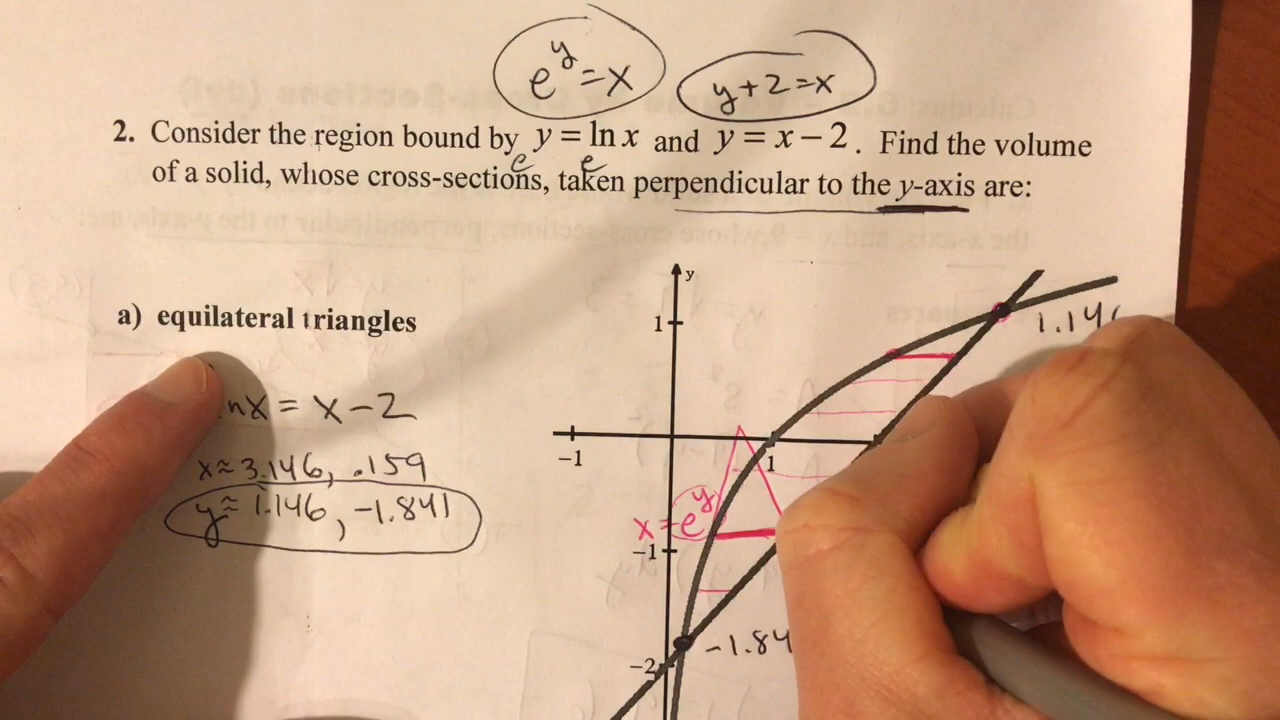 e^y = x   y + 2 = x
2. Consider the region bound by y = ln x and y = x − 2. Find the volume
of a solid, whose cross-sections, taken perpendicular to the y-axis are:
e e
y
a) equilateral triangles
1
1.14
nx = x − 2
−1
1
x ≈ 3.146, .159
y ≈ 1.146, −1.841
x = e^y
−1
−1.84
−2